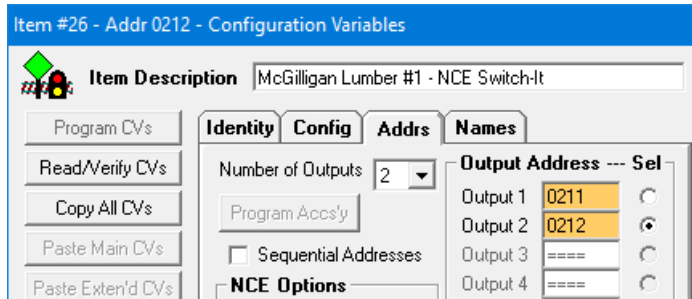 Item #26 - Addr 0212 - Configuration Variables
Item Description McGilligan Lumber #1 - NCE Switch-It
Program CVs
Read/Verify CVs
Copy All CVs
Paste Main CVs
Paste Exten'd CVs
Identity Config Addrs Names
Number of Outputs 2
Program Accs'y
Sequential Addresses
NCE Options
Output Address --- Sel
Output 1 0211
Output 2 0212
Output 3 ====
Output 4 ====